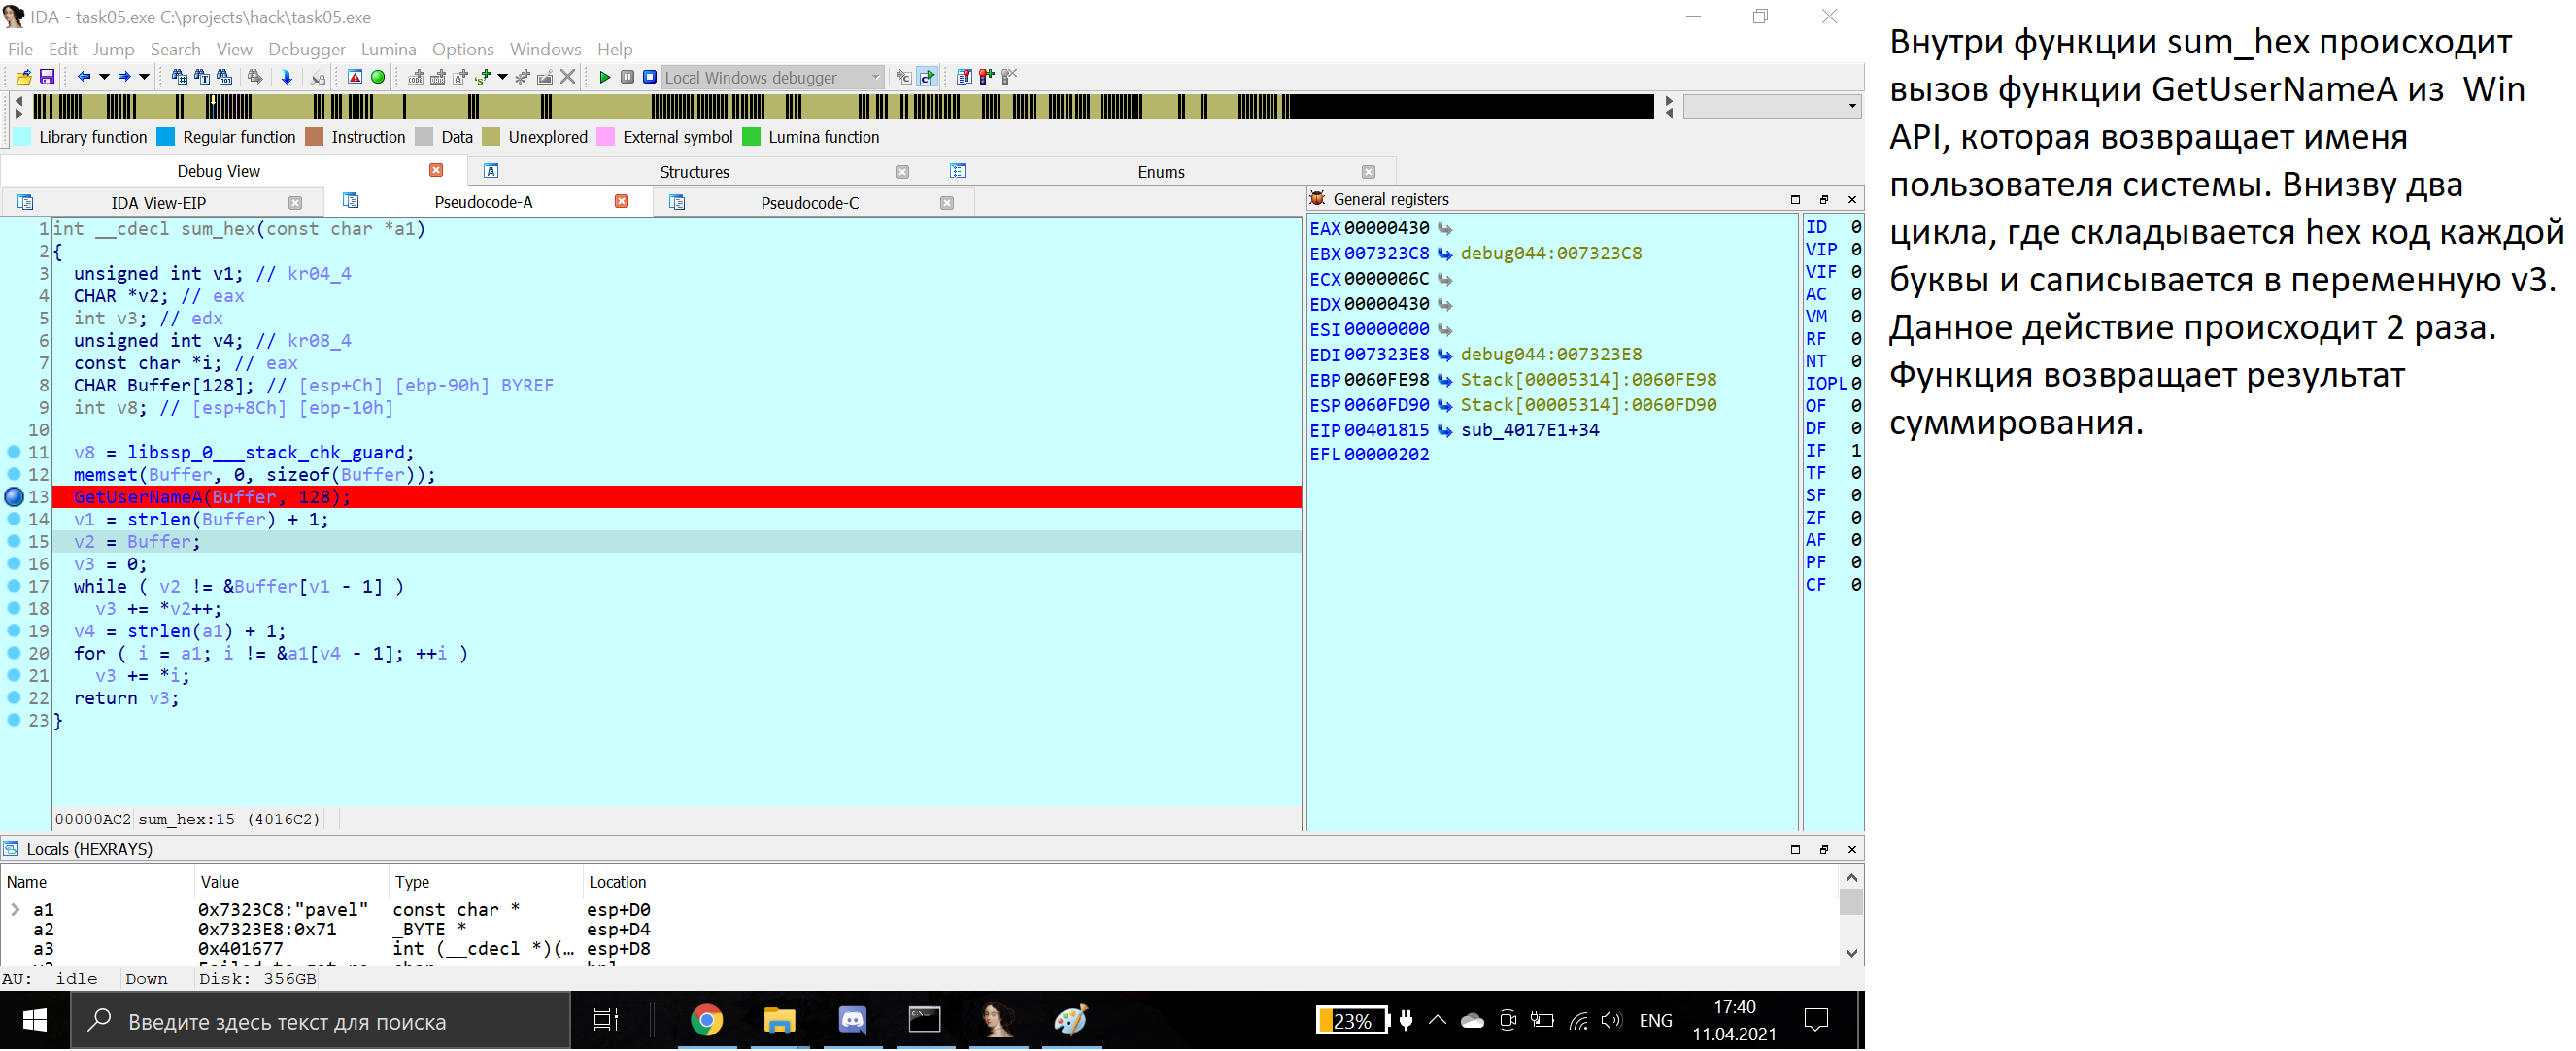 IDA - task05.exe C:\projects\hack\task05.exe
File Edit Jump Search View Debugger Lumina Options Windows Help
Local Windows debugger
Library function Regular function Instruction Data Unexplored External symbol Lumina function
Debug View Structures Enums
IDA View-EIP Pseudocode-A Pseudocode-C
1 int __cdecl sum_hex(const char *a1)
2 {
3 unsigned int v1; // kr04_4
4 CHAR *v2; // eax
5 int v3; // edx
6 unsigned int v4; // kr08_4
7 const char *i; // eax
8 CHAR Buffer[128]; // [esp+Ch] [ebp-90h] BYREF
9 int v8; // [esp+8Ch] [ebp-10h]
10
11 v8 = libssp_0___stack_chk_guard;
12 memset(Buffer, 0, sizeof(Buffer));
13 GetUserNameA(Buffer, 128);
14 v1 = strlen(Buffer) + 1;
15 v2 = Buffer;
16 v3 = 0;
17 while ( v2 != &Buffer[v1 - 1] )
18 v3 += *v2++;
19 v4 = strlen(a1) + 1;
20 for ( i = a1; i != &a1[v4 - 1]; ++i )
21 v3 += *i;
22 return v3;
23 }
00000AC2 sum_hex:15 (4016C2)
General registers
EAX 00000430
EBX 007323C8 debug044:007323C8
ECX 0000006C
EDX 00000430
ESI 00000000
EDI 007323E8 debug044:007323E8
EBP 0060FE98 Stack[00005314]:0060FE98
ESP 0060FD90 Stack[00005314]:0060FD90
EIP 00401815 sub_4017E1+34
EFL 00000202
ID 0
VIP 0
VIF 0
AC 0
VM 0
RF 0
NT 0
IOPL 0
OF 0
DF 0
IF 1
TF 0
SF 0
ZF 0
AF 0
PF 0
CF 0
Locals (HEXRAYS)
Name Value Type Location
a1 0x7323C8:"pavel" const char * esp+D0
a2 0x7323E8:0x71 _BYTE * esp+D4
a3 0x401677 int (__cdecl *)(… esp+D8
AU: idle Down Disk: 356GB
Введите здесь текст для поиска
23%
ENG
17:40
11.04.2021
Внутри функции sum_hex происходит
вызов функции GetUserNameA из Win
API, которая возвращает именя
пользователя системы. Внизву два
цикла, где складывается hex код каждой
буквы и саписывается в переменную v3.
Данное действие происходит 2 раза.
Функция возвращает результат
суммирования.